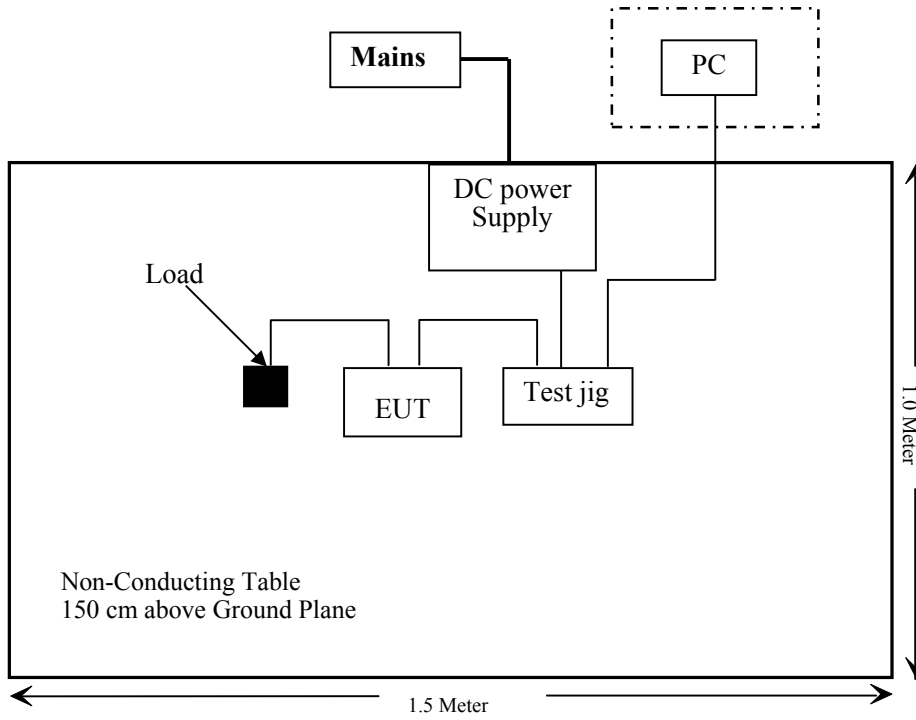 Mains
PC
DC power
Supply
Load
EUT
Test jig
1.0 Meter
Non-Conducting Table
150 cm above Ground Plane
1.5 Meter